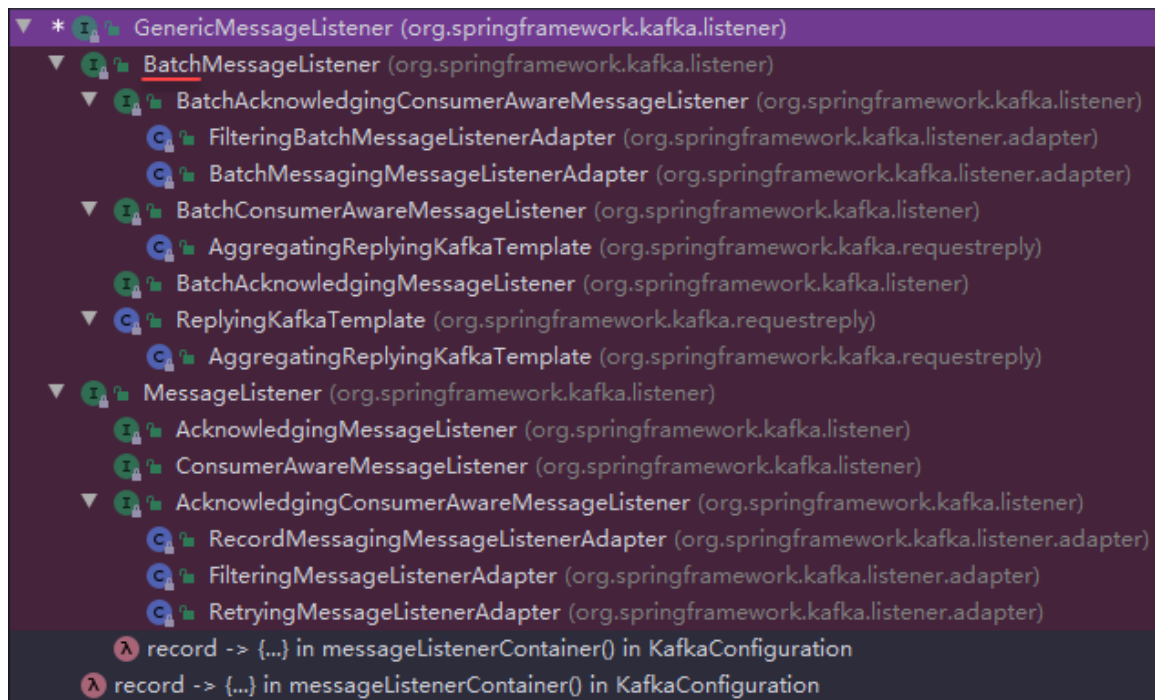 * GenericMessageListener (org.springframework.kafka.listener)
BatchMessageListener (org.springframework.kafka.listener)
BatchAcknowledgingConsumerAwareMessageListener (org.springframework.kafka.listener)
FilteringBatchMessageListenerAdapter (org.springframework.kafka.listener.adapter)
BatchMessagingMessageListenerAdapter (org.springframework.kafka.listener.adapter)
BatchConsumerAwareMessageListener (org.springframework.kafka.listener)
AggregatingReplyingKafkaTemplate (org.springframework.kafka.requestreply)
BatchAcknowledgingMessageListener (org.springframework.kafka.listener)
ReplyingKafkaTemplate (org.springframework.kafka.requestreply)
AggregatingReplyingKafkaTemplate (org.springframework.kafka.requestreply)
MessageListener (org.springframework.kafka.listener)
AcknowledgingMessageListener (org.springframework.kafka.listener)
ConsumerAwareMessageListener (org.springframework.kafka.listener)
AcknowledgingConsumerAwareMessageListener (org.springframework.kafka.listener)
RecordMessagingMessageListenerAdapter (org.springframework.kafka.listener.adapter)
FilteringMessageListenerAdapter (org.springframework.kafka.listener.adapter)
RetryingMessageListenerAdapter (org.springframework.kafka.listener.adapter)
record -> {...} in messageListenerContainer() in KafkaConfiguration
record -> {...} in messageListenerContainer() in KafkaConfiguration